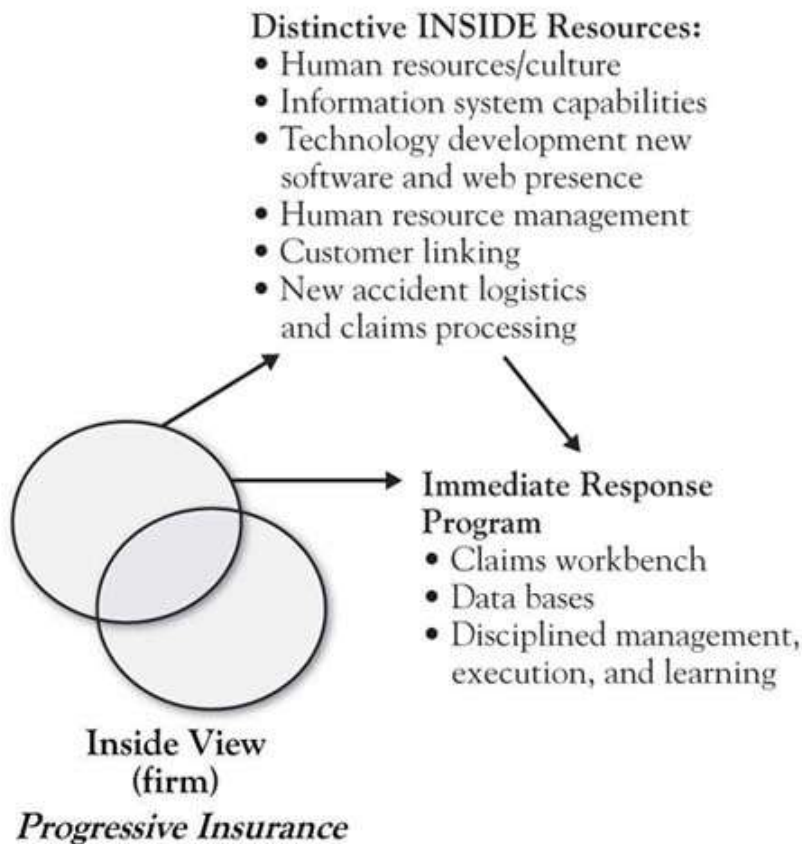 Distinctive INSIDE Resources:
• Human resources/culture
• Information system capabilities
• Technology development new
software and web presence
• Human resource management
• Customer linking
• New accident logistics
and claims processing
Immediate Response
Program
• Claims workbench
• Data bases
• Disciplined management,
execution, and learning
Inside View
(firm)
Progressive Insurance